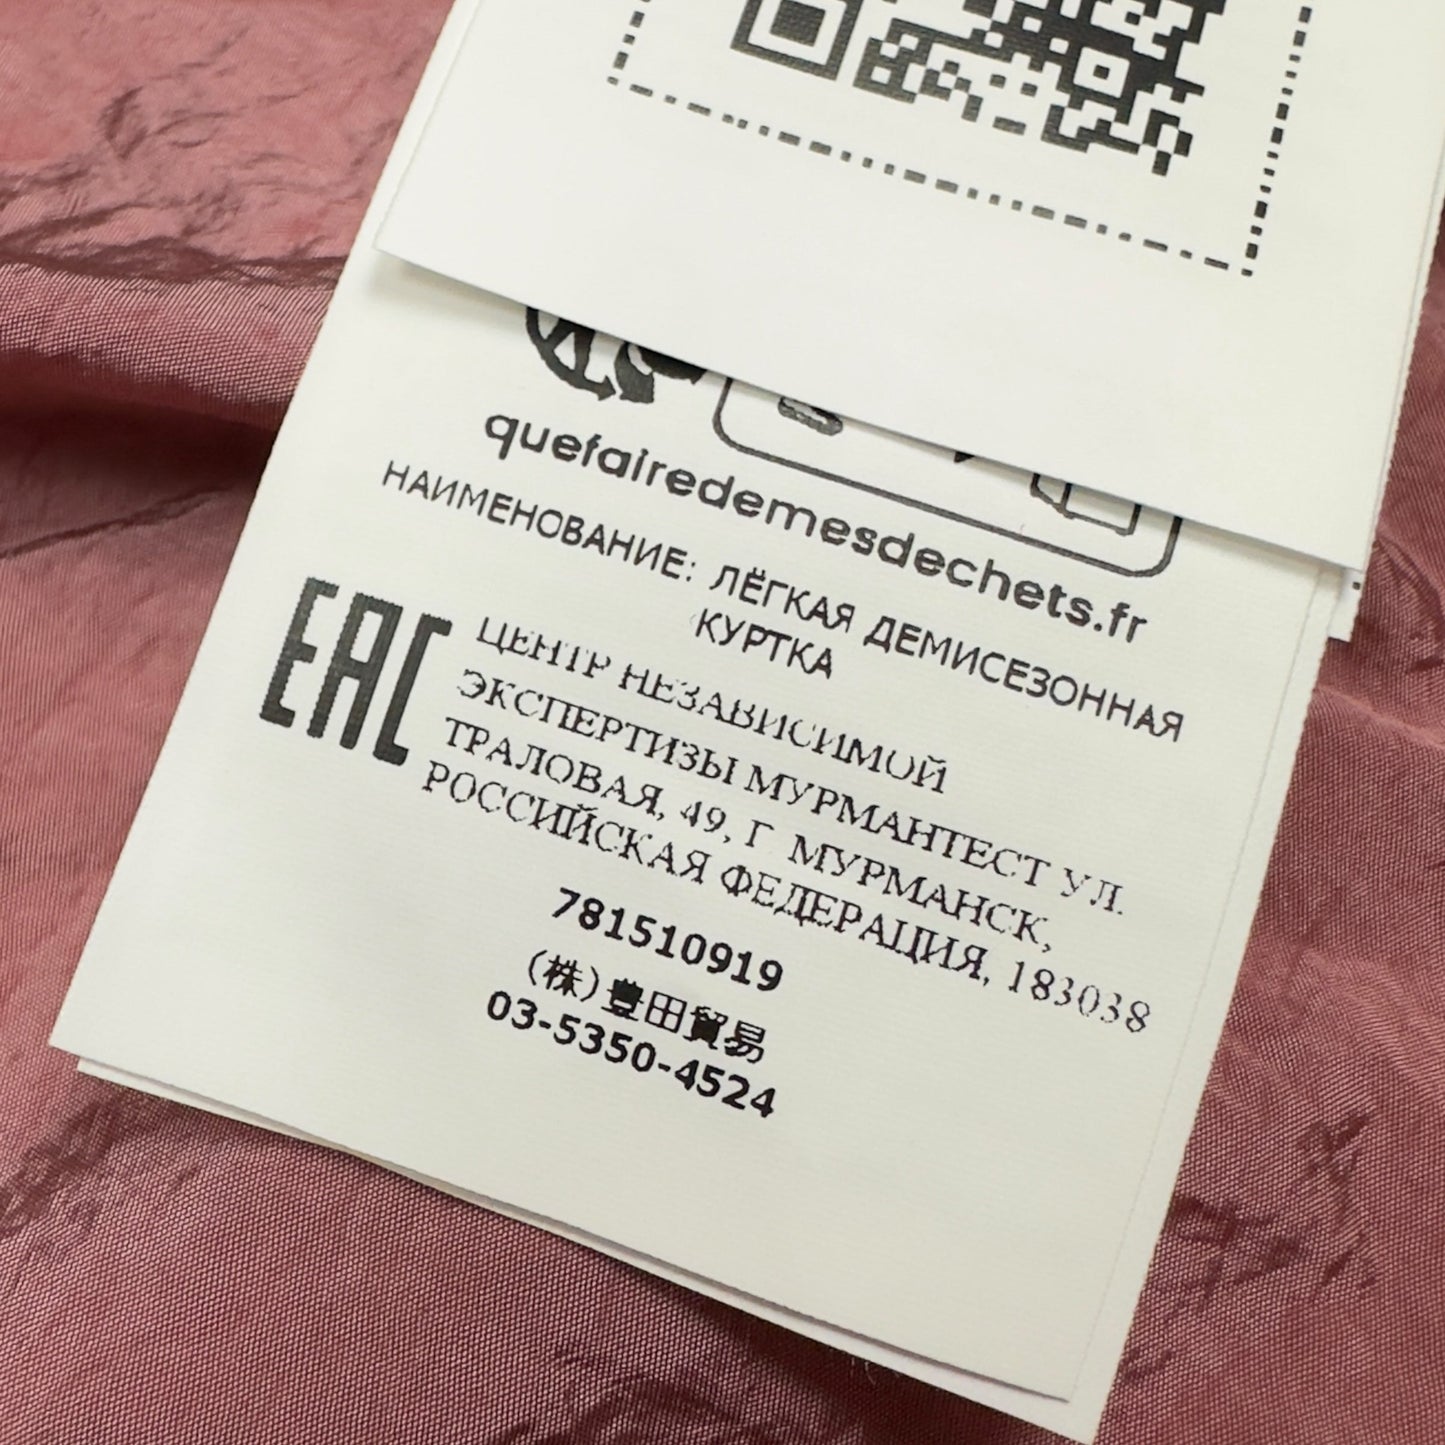 quefairedemesdechets.fr
НАИМЕНОВАНИЕ: ЛЁГКАЯ ДЕМИСЕЗОННАЯ
КУРТКА
EAC
ЦЕНТР НЕЗАВИСИМОЙ
ЭКСПЕРТИЗЫ МУРМАНТЕСТ УЛ.
ТРАЛОВАЯ, 49, Г. МУРМАНСК,
РОССИЙСКАЯ ФЕДЕРАЦИЯ, 183038
781510919
(株)豊田貿易
03-5350-4524